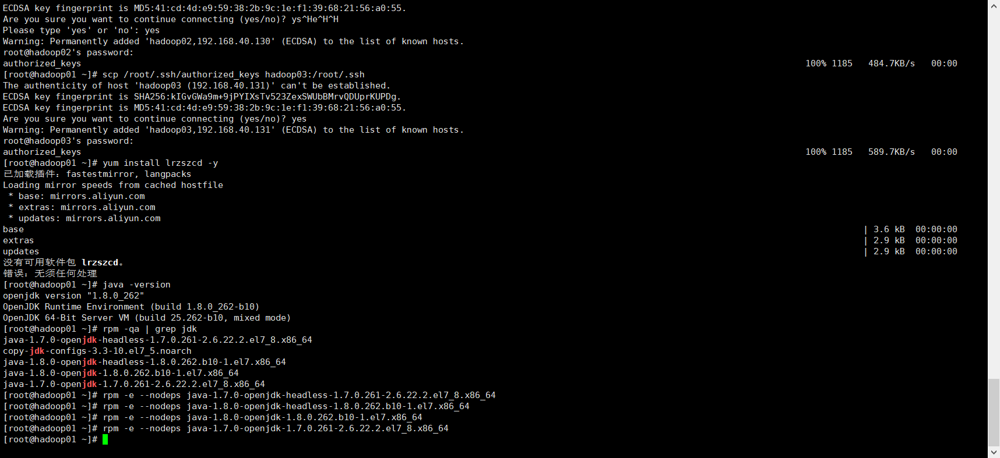 ECDSA key fingerprint is MD5:41:cd:4d:e9:59:38:2b:9c:1e:f1:39:68:21:56:a0:55.
Are you sure you want to continue connecting (yes/no)? ys^He^H^H
Please type 'yes' or 'no': yes
Warning: Permanently added 'hadoop02,192.168.40.130' (ECDSA) to the list of known hosts.
root@hadoop02's password:
authorized_keys 100% 1185 484.7KB/s 00:00
[root@hadoop01 ~]# scp /root/.ssh/authorized_keys hadoop03:/root/.ssh
The authenticity of host 'hadoop03 (192.168.40.131)' can't be established.
ECDSA key fingerprint is SHA256:kIGvGWa9m+9jPYIXsTv523ZexSWUbBMrvQDUprKUPDg.
ECDSA key fingerprint is MD5:41:cd:4d:e9:59:38:2b:9c:1e:f1:39:68:21:56:a0:55.
Are you sure you want to continue connecting (yes/no)? yes
Warning: Permanently added 'hadoop03,192.168.40.131' (ECDSA) to the list of known hosts.
root@hadoop03's password:
authorized_keys 100% 1185 589.7KB/s 00:00
[root@hadoop01 ~]# yum install lrzszcd -y
已加载插件：fastestmirror, langpacks
Loading mirror speeds from cached hostfile
 * base: mirrors.aliyun.com
 * extras: mirrors.aliyun.com
 * updates: mirrors.aliyun.com
base | 3.6 kB 00:00:00
extras | 2.9 kB 00:00:00
updates | 2.9 kB 00:00:00
没有可用软件包 lrzszcd。
错误：无须任何处理
[root@hadoop01 ~]# java -version
openjdk version "1.8.0_262"
OpenJDK Runtime Environment (build 1.8.0_262-b10)
OpenJDK 64-Bit Server VM (build 25.262-b10, mixed mode)
[root@hadoop01 ~]# rpm -qa | grep jdk
java-1.7.0-openjdk-headless-1.7.0.261-2.6.22.2.el7_8.x86_64
copy-jdk-configs-3.3-10.el7_5.noarch
java-1.8.0-openjdk-headless-1.8.0.262.b10-1.el7.x86_64
java-1.8.0-openjdk-1.8.0.262.b10-1.el7.x86_64
java-1.7.0-openjdk-1.7.0.261-2.6.22.2.el7_8.x86_64
[root@hadoop01 ~]# rpm -e --nodeps java-1.7.0-openjdk-headless-1.7.0.261-2.6.22.2.el7_8.x86_64
[root@hadoop01 ~]# rpm -e --nodeps java-1.8.0-openjdk-headless-1.8.0.262.b10-1.el7.x86_64
[root@hadoop01 ~]# rpm -e --nodeps java-1.8.0-openjdk-1.8.0.262.b10-1.el7.x86_64
[root@hadoop01 ~]# rpm -e --nodeps java-1.7.0-openjdk-1.7.0.261-2.6.22.2.el7_8.x86_64
[root@hadoop01 ~]#